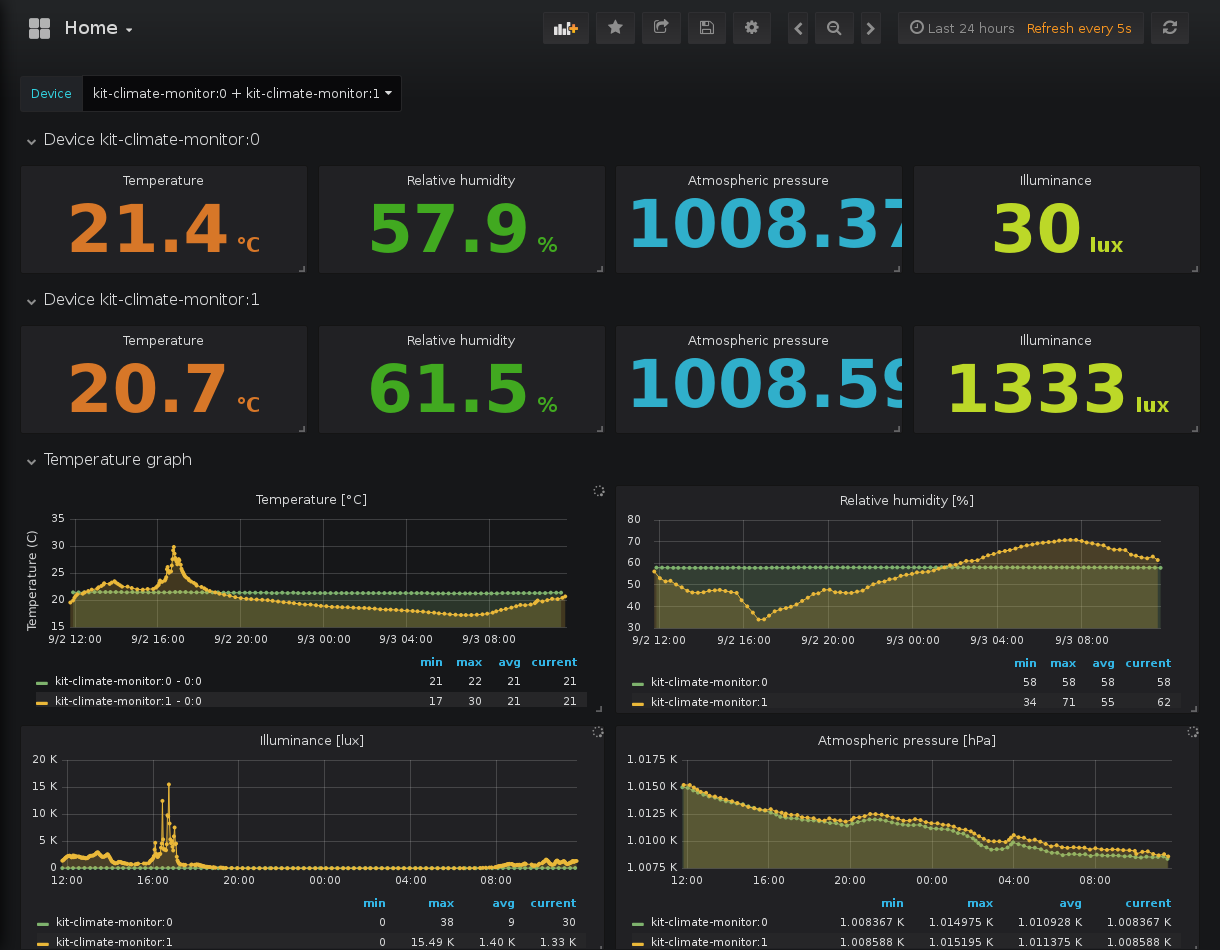 Home
Last 24 hours Refresh every 5s
Device kit-climate-monitor:0 + kit-climate-monitor:1
Device kit-climate-monitor:0
Temperature Relative humidity Atmospheric pressure Illuminance
21.4 °C 57.9 % 1008.37 30 lux
Device kit-climate-monitor:1
Temperature Relative humidity Atmospheric pressure Illuminance
20.7 °C 61.5 % 1008.59 1333 lux
Temperature graph
Temperature [°C]
Temperature (C)
35
30
25
20
15
9/2 12:00 9/2 16:00 9/2 20:00 9/3 00:00 9/3 04:00 9/3 08:00
min max avg current
kit-climate-monitor:0 - 0:0 21 22 21 21
kit-climate-monitor:1 - 0:0 17 30 21 21
Relative humidity [%]
80
70
60
50
40
30
9/2 12:00 9/2 16:00 9/2 20:00 9/3 00:00 9/3 04:00 9/3 08:00
min max avg current
kit-climate-monitor:0 58 58 58 58
kit-climate-monitor:1 34 71 55 62
Illuminance [lux]
20 K
15 K
10 K
5 K
0
12:00 16:00 20:00 00:00 04:00 08:00
min max avg current
kit-climate-monitor:0 0 38 9 30
kit-climate-monitor:1 0 15.49 K 1.40 K 1.33 K
Atmospheric pressure [hPa]
1.0175 K
1.0150 K
1.0125 K
1.0100 K
1.0075 K
12:00 16:00 20:00 00:00 04:00 08:00
min max avg current
kit-climate-monitor:0 1.008367 K 1.014975 K 1.010928 K 1.008367 K
kit-climate-monitor:1 1.008588 K 1.015195 K 1.011375 K 1.008588 K